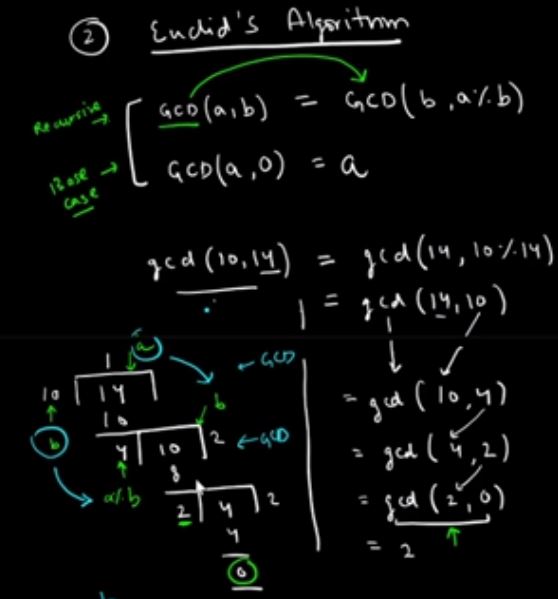 2 Euclid's Algorithm
Recursive → GCD(a,b) = GCD(b, a%b)
Base case → GCD(a,0) = a
gcd(10,14) = gcd(14, 10%14)
= gcd(14,10)
= gcd(10,4)
= gcd(4,2)
= gcd(2,0)
= 2
1 a
10 14 ← GCD
10 b
b 4 10 2 ← GCD
a%b 8
2 4 2
4
0